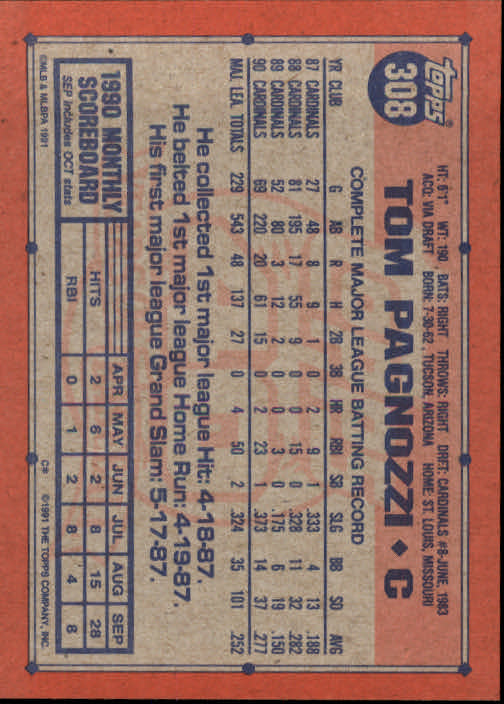 TOPPS®
308
TOM PAGNOZZI • C
HT: 6'1" WT: 190 BATS: RIGHT THROWS: RIGHT DRFT: CARDINALS #8-JUNE, 1983
ACQ: VIA DRAFT BORN: 7-30-62, TUCSON, ARIZONA HOME: ST. LOUIS, MISSOURI
COMPLETE MAJOR LEAGUE BATTING RECORD
YR CLUB G AB R H 2B 3B HR RBI SB SLG BB SO AVG
87 CARDINALS 27 48 8 9 1 0 2 9 1 .333 4 13 .188
88 CARDINALS 81 195 17 55 9 0 0 15 0 .328 11 32 .282
89 CARDINALS 52 80 3 12 2 0 0 3 0 .175 6 19 .150
90 CARDINALS 69 220 20 61 15 0 2 23 1 .373 14 37 .277
MAJ. LEA. TOTALS 229 543 48 137 27 0 4 50 2 .324 35 101 .252
He collected 1st major league Hit: 4-18-87.
He belted 1st major league Home Run: 4-19-87.
His first major league Grand Slam: 5-17-87.
1990 MONTHLY SCOREBOARD
SEP includes OCT stats
APR MAY JUN JUL AUG SEP
HITS 2 6 2 8 15 28
RBI 0 1 2 8 4 8
©MLB & MLBPA 1991
C* ©1991 THE TOPPS COMPANY, INC.